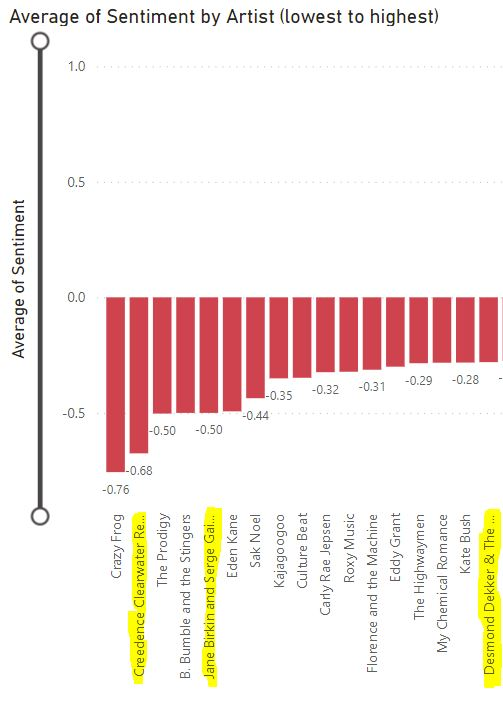 Average of Sentiment by Artist (lowest to highest)
1.0
0.5
0.0
-0.5
Average of Sentiment
-0.76
-0.68
-0.50
-0.50
-0.44
-0.35
-0.32
-0.31
-0.29
-0.28
Crazy Frog
Creedence Clearwater Re...
The Prodigy
B. Bumble and the Stingers
Jane Birkin and Serge Gai...
Eden Kane
Sak Noel
Kajagoogoo
Culture Beat
Carly Rae Jepsen
Roxy Music
Florence and the Machine
Eddy Grant
The Highwaymen
My Chemical Romance
Kate Bush
Desmond Dekker & The ...